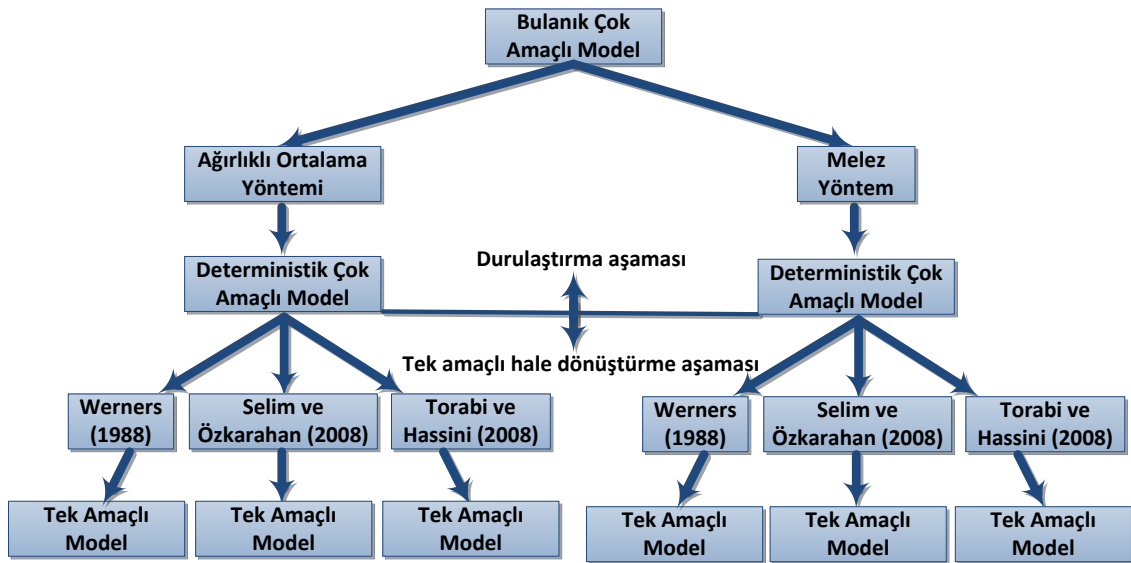 Bulanık Çok
Amaçlı Model
Ağırlıklı Ortalama
Yöntemi
Melez
Yöntem
Durulaştırma aşaması
Deterministik Çok
Amaçlı Model
Deterministik Çok
Amaçlı Model
Tek amaçlı hale dönüştürme aşaması
Werners
(1988)
Selim ve
Özkarahan (2008)
Torabi ve
Hassini (2008)
Werners
(1988)
Selim ve
Özkarahan (2008)
Torabi ve
Hassini (2008)
Tek Amaçlı
Model
Tek Amaçlı
Model
Tek Amaçlı
Model
Tek Amaçlı
Model
Tek Amaçlı
Model
Tek Amaçlı
Model